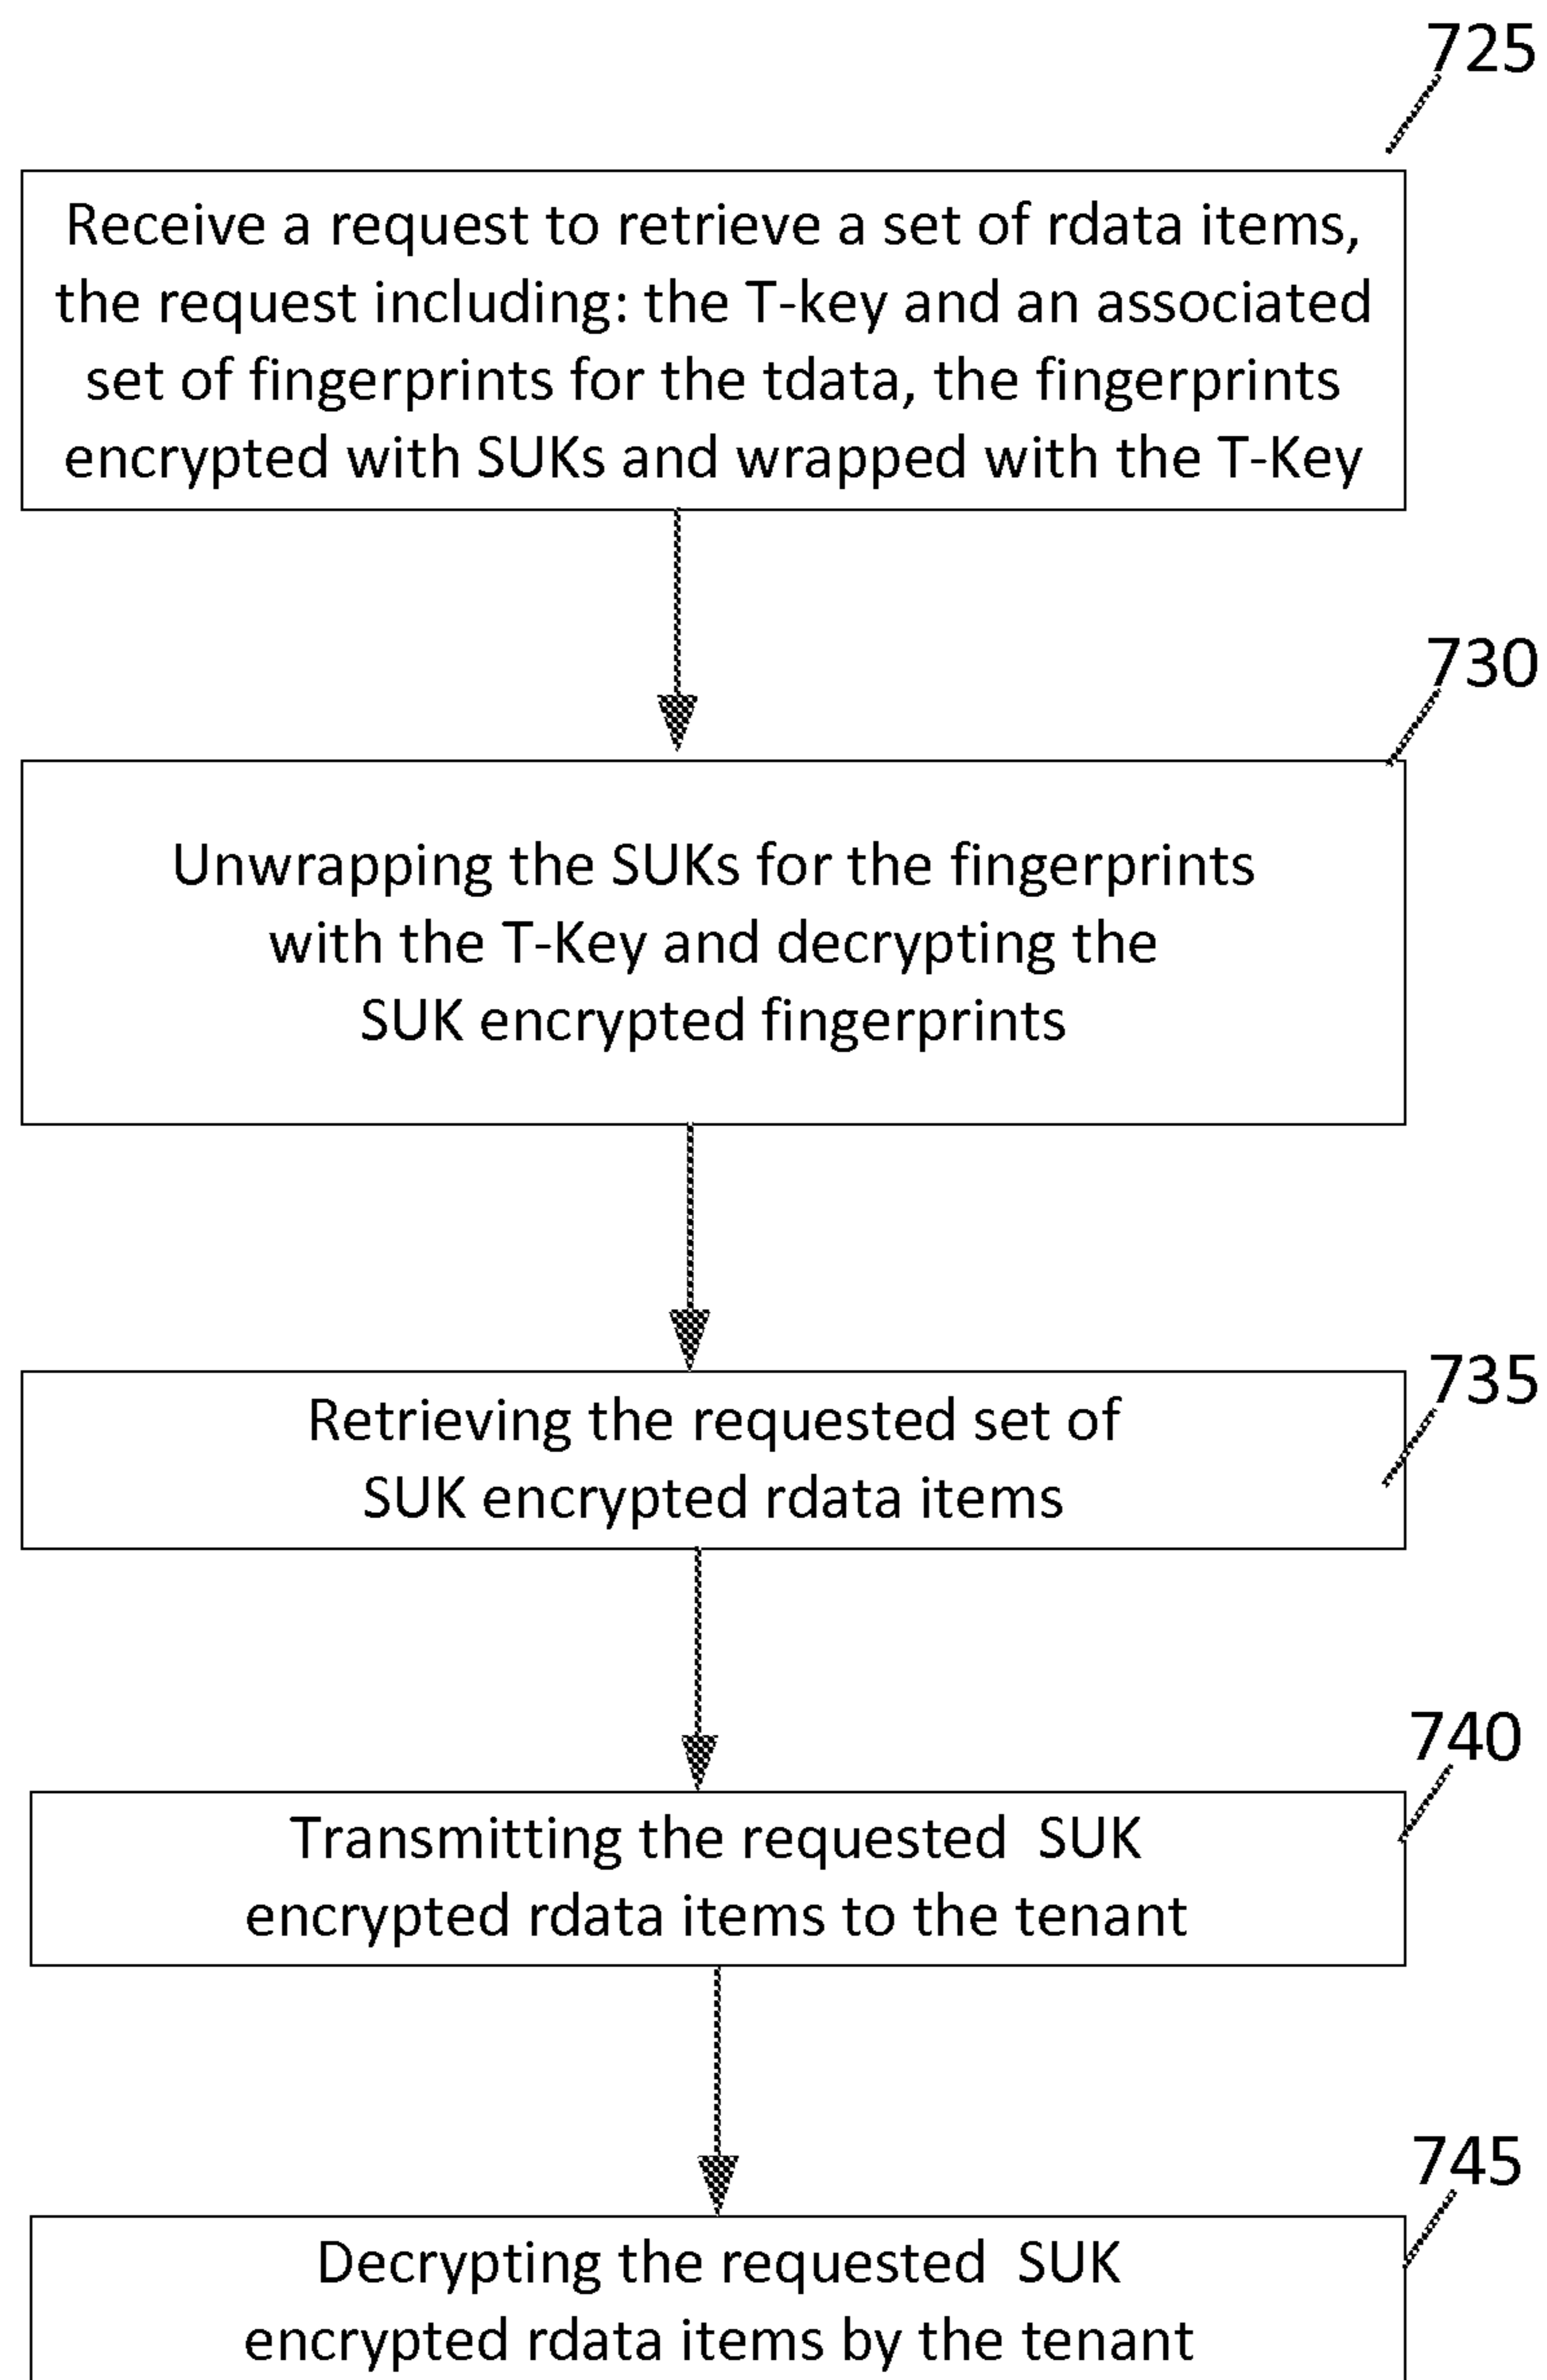 725
Receive a request to retrieve a set of rdata items,
the request including: the T-key and an associated
set of fingerprints for the tdata, the fingerprints
encrypted with SUKs and wrapped with the T-Key
730
Unwrapping the SUKs for the fingerprints
with the T-Key and decrypting the
SUK encrypted fingerprints
735
Retrieving the requested set of
SUK encrypted rdata items
740
Transmitting the requested  SUK
encrypted rdata items to the tenant
745
Decrypting the requested  SUK
encrypted rdata items by the tenant